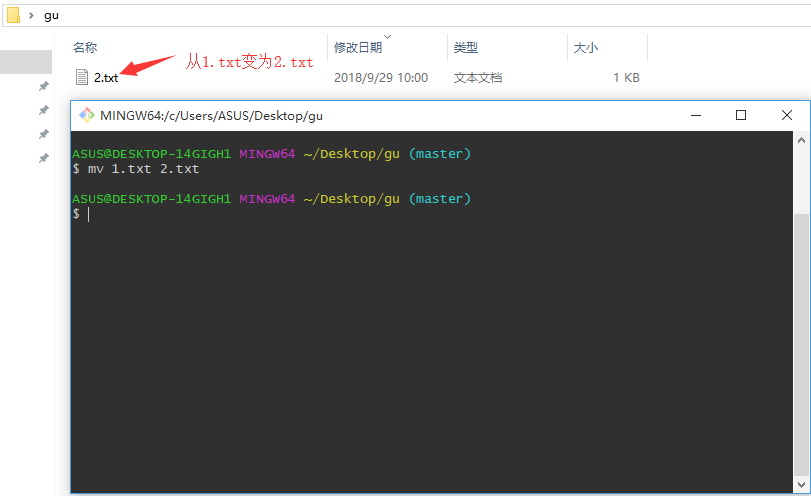 gu
名称 修改日期 类型 大小
2.txt 从1.txt变为2.txt 2018/9/29 10:00 文本文档 1 KB
MINGW64:/c/Users/ASUS/Desktop/gu
ASUS@DESKTOP-14GIGH1 MINGW64 ~/Desktop/gu (master)
$ mv 1.txt 2.txt
ASUS@DESKTOP-14GIGH1 MINGW64 ~/Desktop/gu (master)
$